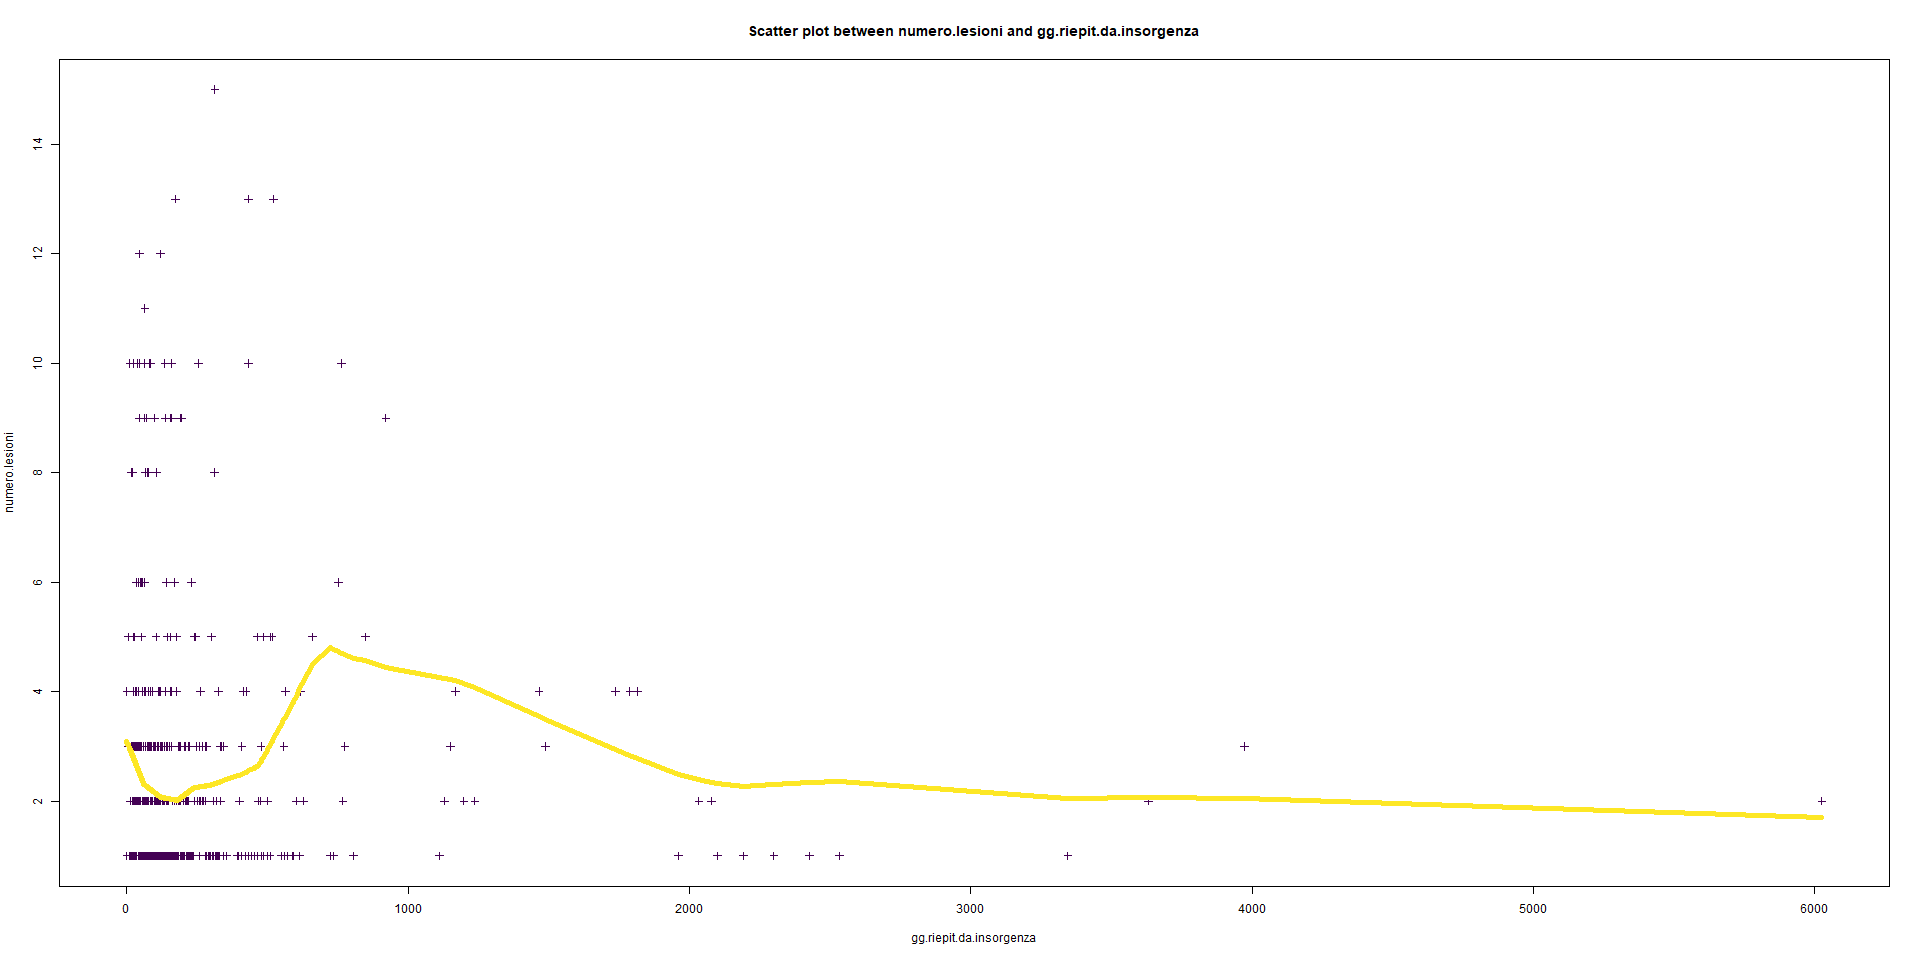 Scatter plot between numero.lesioni and gg.riepit.da.insorgenza
14
12
10
8
6
4
2
numero.lesioni
0 1000 2000 3000 4000 5000 6000
gg.riepit.da.insorgenza